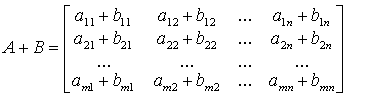 A + B = [ a₁₁ + b₁₁ a₁₂ + b₁₂ ... a₁ₙ + b₁ₙ
a₂₁ + b₂₁ a₂₂ + b₂₂ ... a₂ₙ + b₂ₙ
... ... ... ...
aₘ₁ + bₘ₁ aₘ₂ + bₘ₂ ... aₘₙ + bₘₙ ]